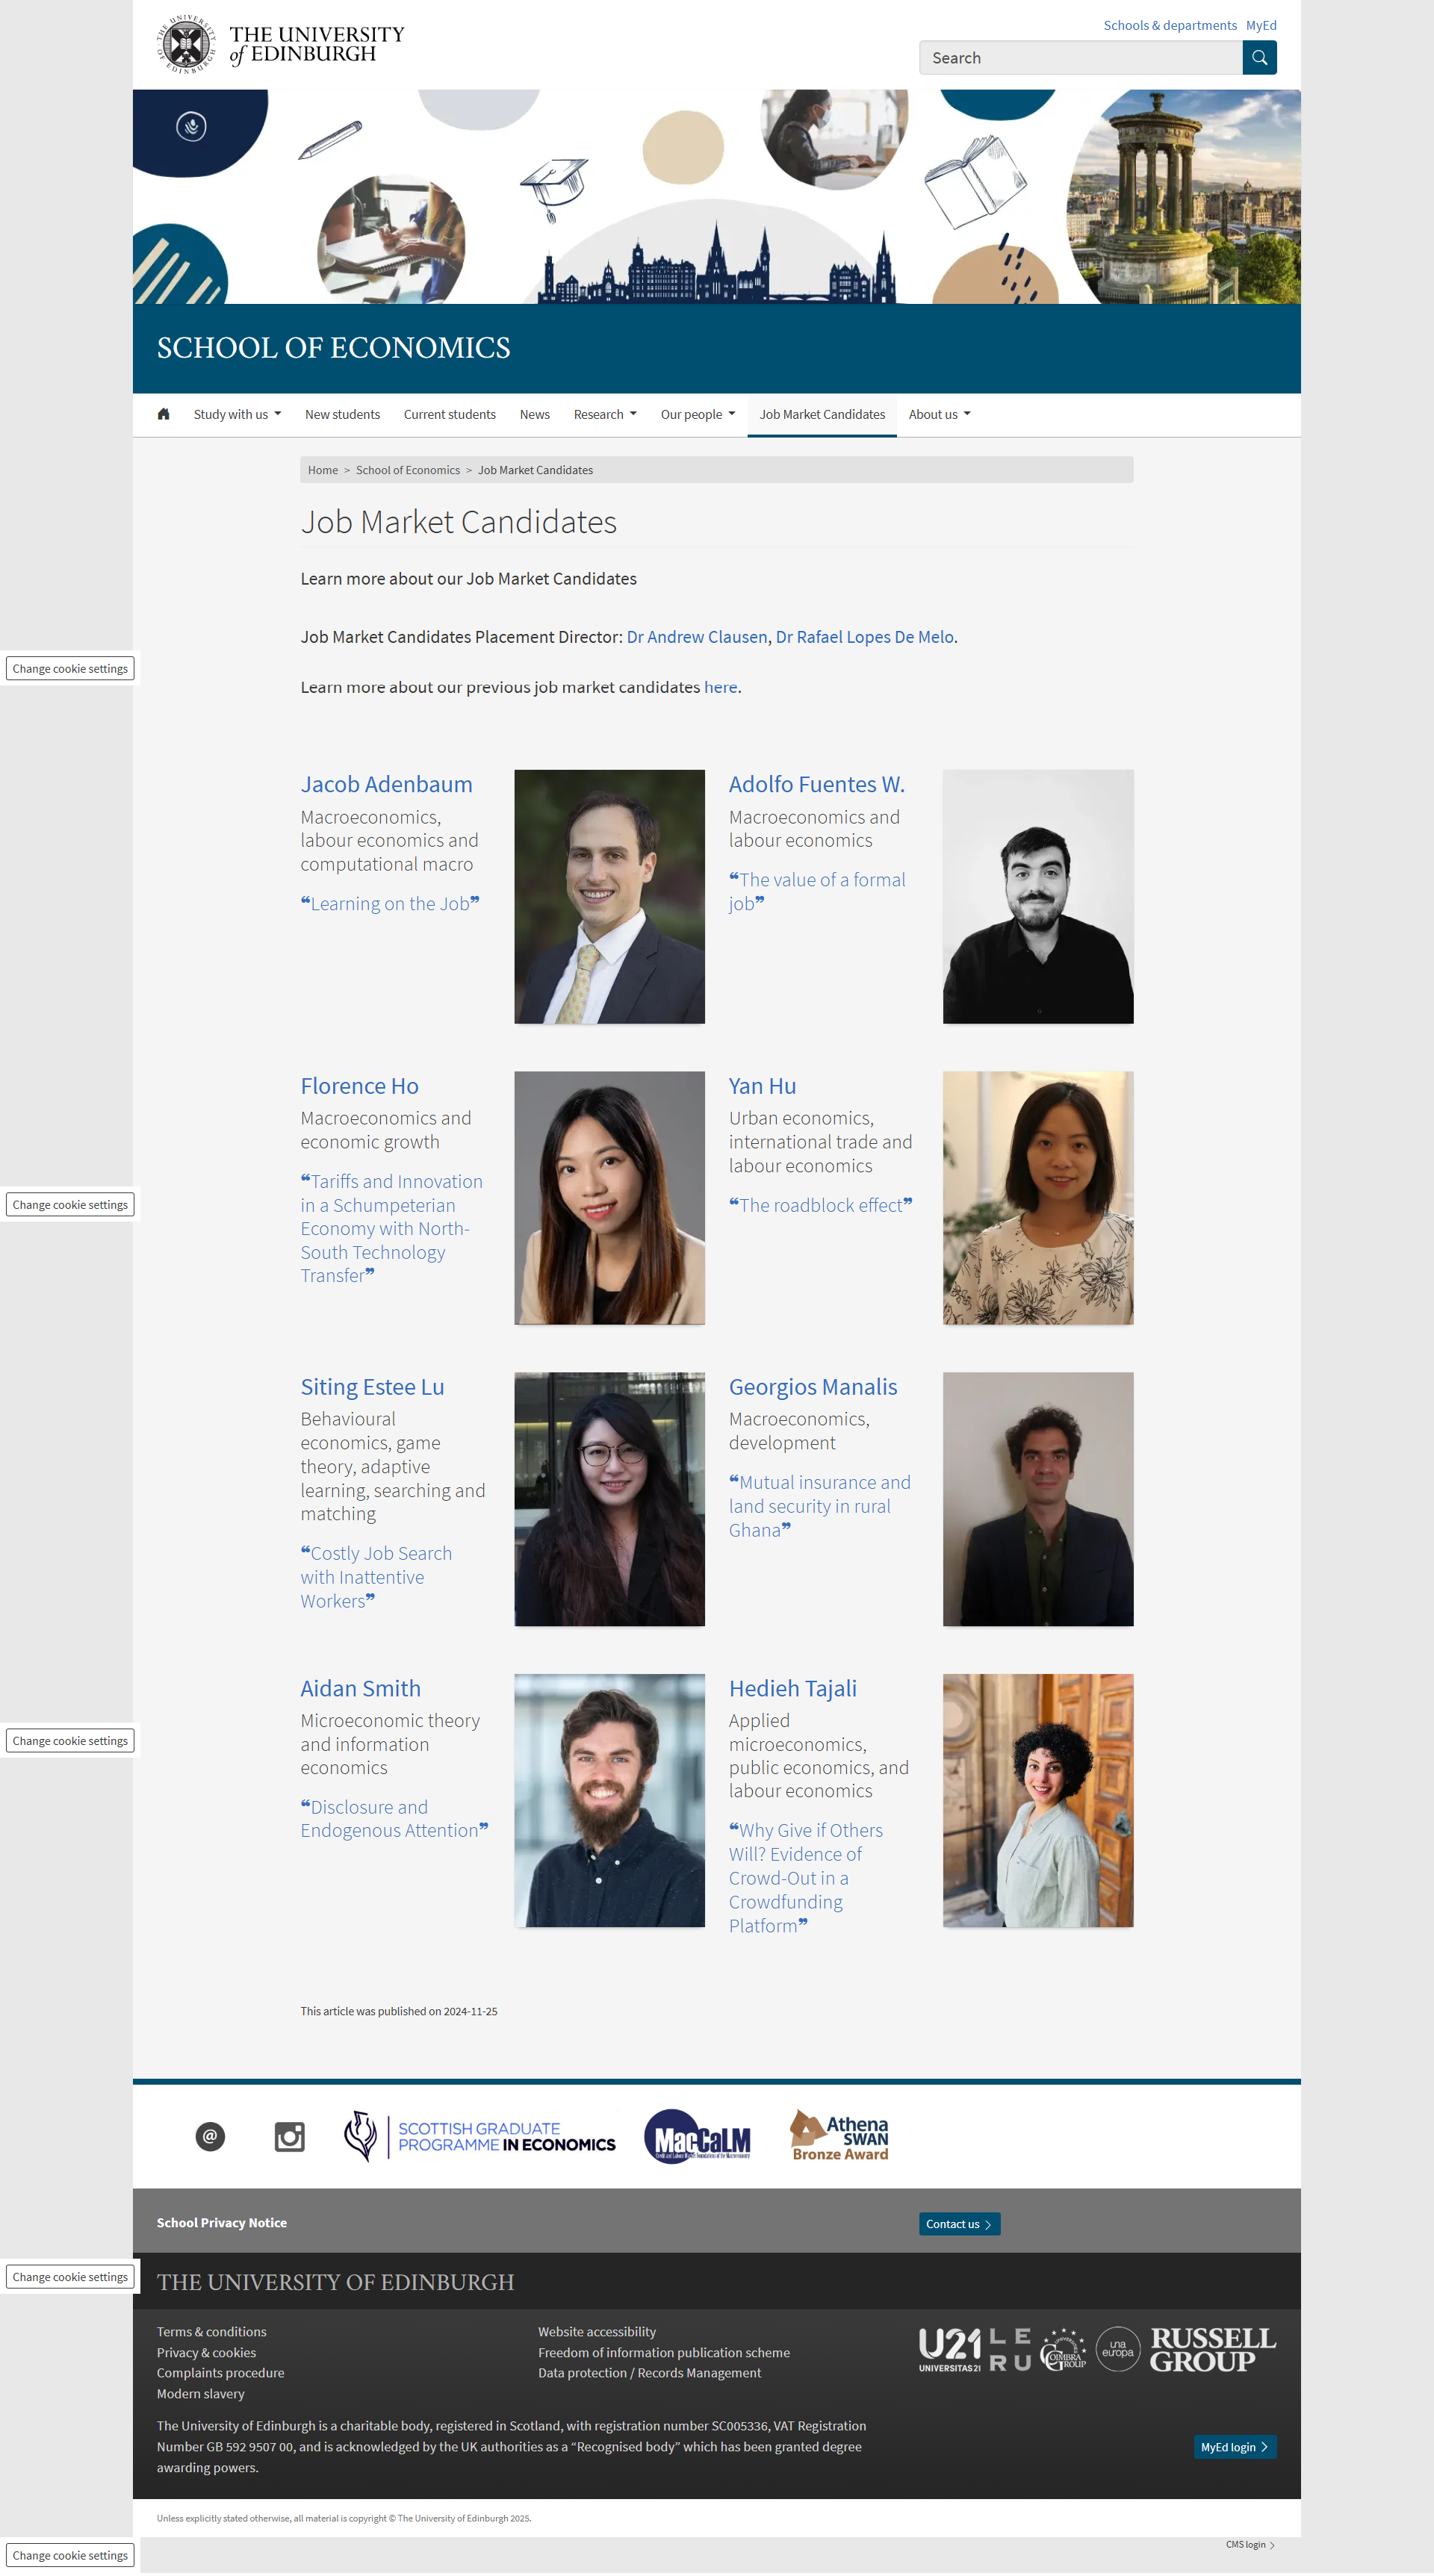 THE UNIVERSITY
of EDINBURGH
Schools & departments MyEd
Search
SCHOOL OF ECONOMICS
Study with us New students Current students News Research Our people Job Market Candidates About us
Home > School of Economics > Job Market Candidates
Job Market Candidates
Learn more about our Job Market Candidates
Job Market Candidates Placement Director: Dr Andrew Clausen, Dr Rafael Lopes De Melo.
Change cookie settings
Learn more about our previous job market candidates here.
Jacob Adenbaum
Macroeconomics,
labour economics and
computational macro
❝Learning on the Job❞
Adolfo Fuentes W.
Macroeconomics and
labour economics
❝The value of a formal
job❞
Florence Ho
Macroeconomics and
economic growth
❝Tariffs and Innovation
in a Schumpeterian
Economy with North-
South Technology
Transfer❞
Yan Hu
Urban economics,
international trade and
labour economics
❝The roadblock effect❞
Change cookie settings
Siting Estee Lu
Behavioural
economics, game
theory, adaptive
learning, searching and
matching
❝Costly Job Search
with Inattentive
Workers❞
Georgios Manalis
Macroeconomics,
development
❝Mutual insurance and
land security in rural
Ghana❞
Aidan Smith
Microeconomic theory
and information
economics
❝Disclosure and
Endogenous Attention❞
Hedieh Tajali
Applied
microeconomics,
public economics, and
labour economics
❝Why Give if Others
Will? Evidence of
Crowd-Out in a
Crowdfunding
Platform❞
Change cookie settings
This article was published on 2024-11-25
@
SCOTTISH GRADUATE
PROGRAMME IN ECONOMICS
MacCaLM
Athena
SWAN
Bronze Award
School Privacy Notice
Contact us
Change cookie settings
THE UNIVERSITY OF EDINBURGH
Terms & conditions
Privacy & cookies
Complaints procedure
Modern slavery
Website accessibility
Freedom of information publication scheme
Data protection / Records Management
U21
UNIVERSITAS 21
LE
RU
COIMBRA
GROUP
una
europa
RUSSELL
GROUP
The University of Edinburgh is a charitable body, registered in Scotland, with registration number SC005336, VAT Registration
Number GB 592 9507 00, and is acknowledged by the UK authorities as a “Recognised body” which has been granted degree
awarding powers.
MyEd login
Unless explicitly stated otherwise, all material is copyright © The University of Edinburgh 2025.
CMS login
Change cookie settings